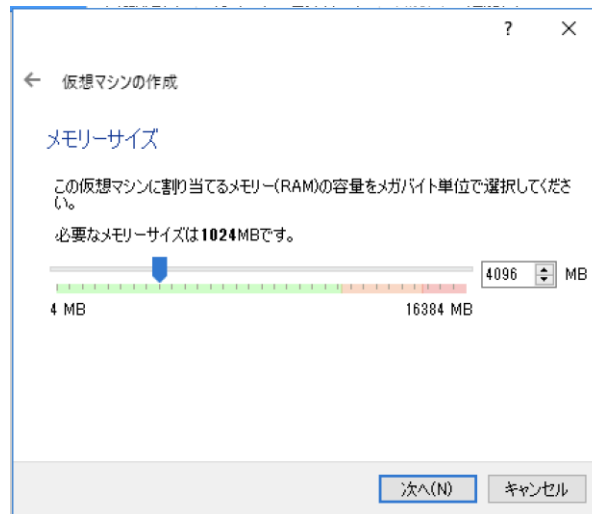 仮想マシンの作成
メモリーサイズ
この仮想マシンに割り当てるメモリー(RAM)の容量をメガバイト単位で選択してくださ
い。
必要なメモリーサイズは1024MBです。
4096 MB
4 MB 16384 MB
次へ(N) キャンセル